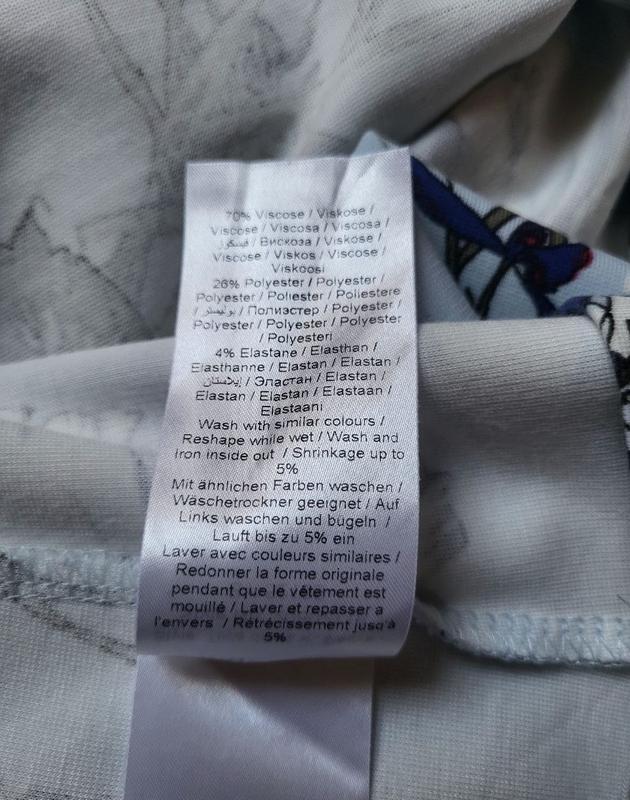 70% Viscose / Viskose /
Viscose / Viscosa / Viscosa /
فيسكوز / Вискоза / Viskose /
Viscose / Viskos / Viscose /
Viskoosi
26% Polyester / Polyester /
Polyester / Poliester / Poliestere
/ بوليستر / Полиэстер / Polyester /
Polyester / Polyester / Polyester
/ Polyesteri
4% Elastane / Elasthan /
Elasthanne / Elastan / Elastan /
إيلاستان / Эластан / Elastan /
Elastan / Elastan / Elastaan /
Elastaani
Wash with similar colours /
Reshape while wet / Wash and
Iron inside out / Shrinkage up to
5%
Mit ähnlichen Farben waschen /
Wäschetrockner geeignet / Auf
Links waschen und bügeln /
Lauft bis zu 5% ein
Laver avec couleurs similaires /
Redonner la forme originale
pendant que le vêtement est
mouillé / Laver et repasser a
l'envers / Rétrécissement jusqu'à
5%